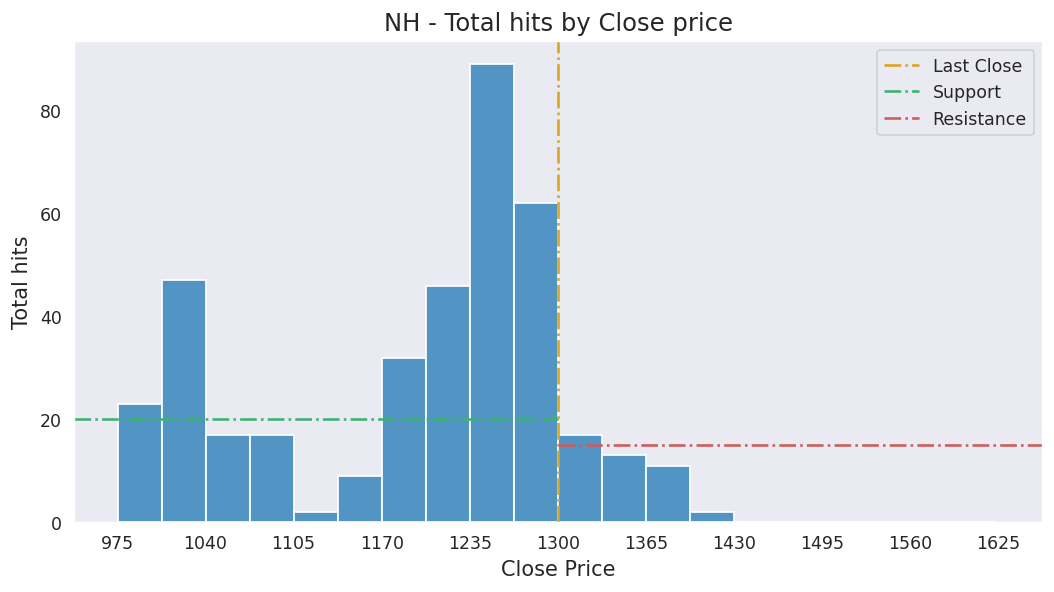 NH - Total hits by Close price
Last Close
Support
Resistance
Total hits
80
60
40
20
0
975 1040 1105 1170 1235 1300 1365 1430 1495 1560 1625
Close Price